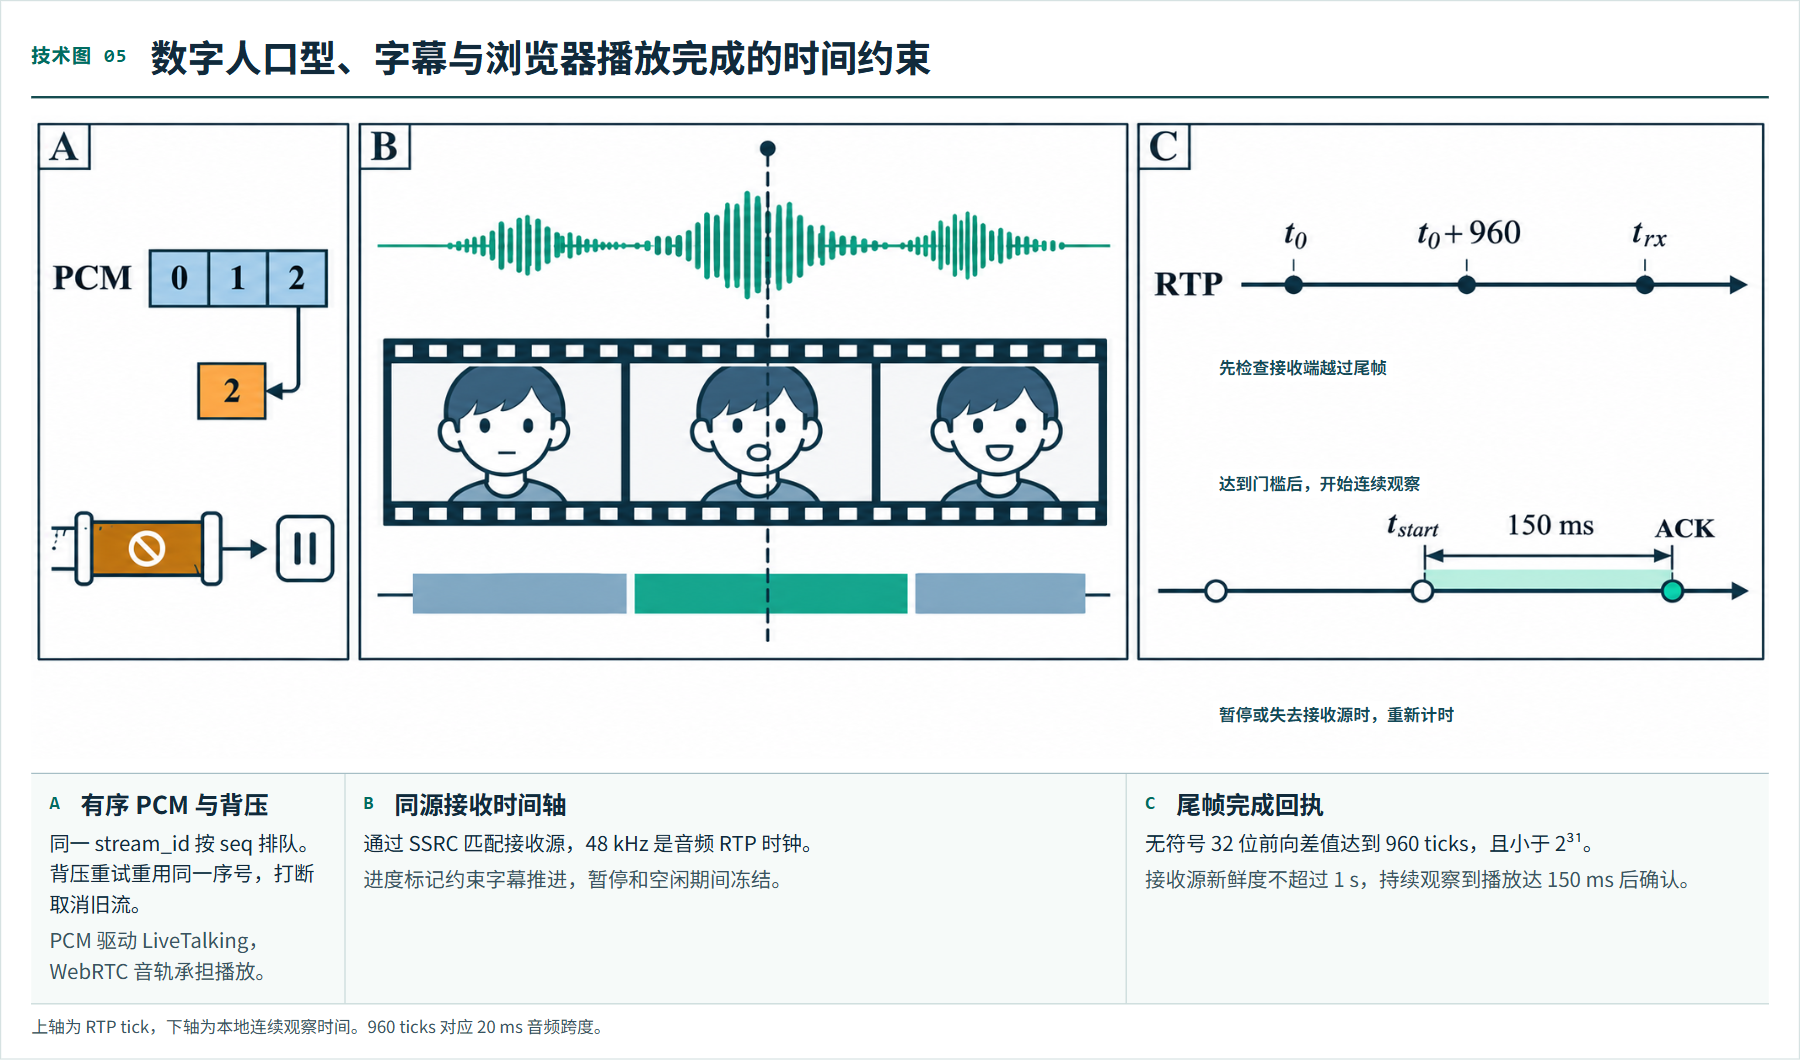 技术图 05 数字人口型、字幕与浏览器播放完成的时间约束
A
PCM 0 1 2
2
B
C
t0 t0+960 trx
RTP
先检查接收端越过尾帧
达到门槛后，开始连续观察
tstart 150 ms ACK
暂停或失去接收源时，重新计时
A 有序 PCM 与背压
同一 stream_id 按 seq 排队。
背压重试重用同一序号，打断
取消旧流。
PCM 驱动 LiveTalking，
WebRTC 音轨承担播放。
B 同源接收时间轴
通过 SSRC 匹配接收源，48 kHz 是音频 RTP 时钟。
进度标记约束字幕推进，暂停和空闲期间冻结。
C 尾帧完成回执
无符号 32 位前向差值达到 960 ticks，且小于 2³¹。
接收源新鲜度不超过 1 s，持续观察到播放达 150 ms 后确认。
上轴为 RTP tick，下轴为本地连续观察时间。960 ticks 对应 20 ms 音频跨度。